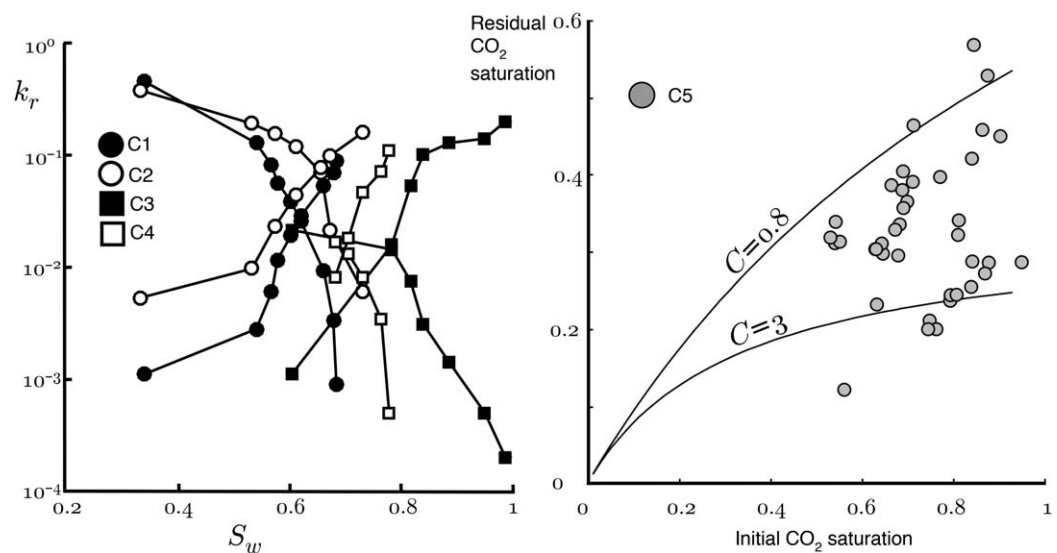 10⁰
k_r
10⁻¹
10⁻²
10⁻³
10⁻⁴
C1
C2
C3
C4
0.2
0.4
0.6
0.8
1
S_w
Residual
CO₂
saturation
0.6
0.4
0.2
0
C5
C=0.8
C=3
0
0.2
0.4
0.6
0.8
1
Initial CO₂ saturation